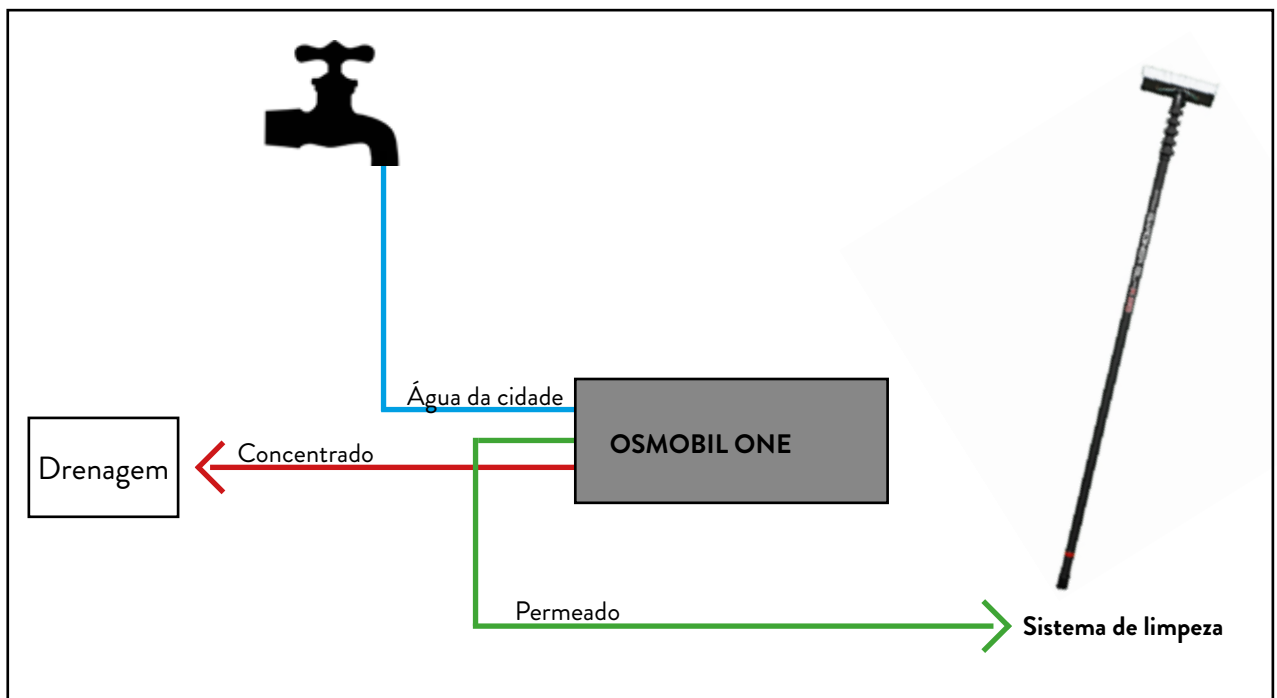 Água da cidade
OSMOBIL ONE
Concentrado
Drenagem
Permeado
Sistema de limpeza